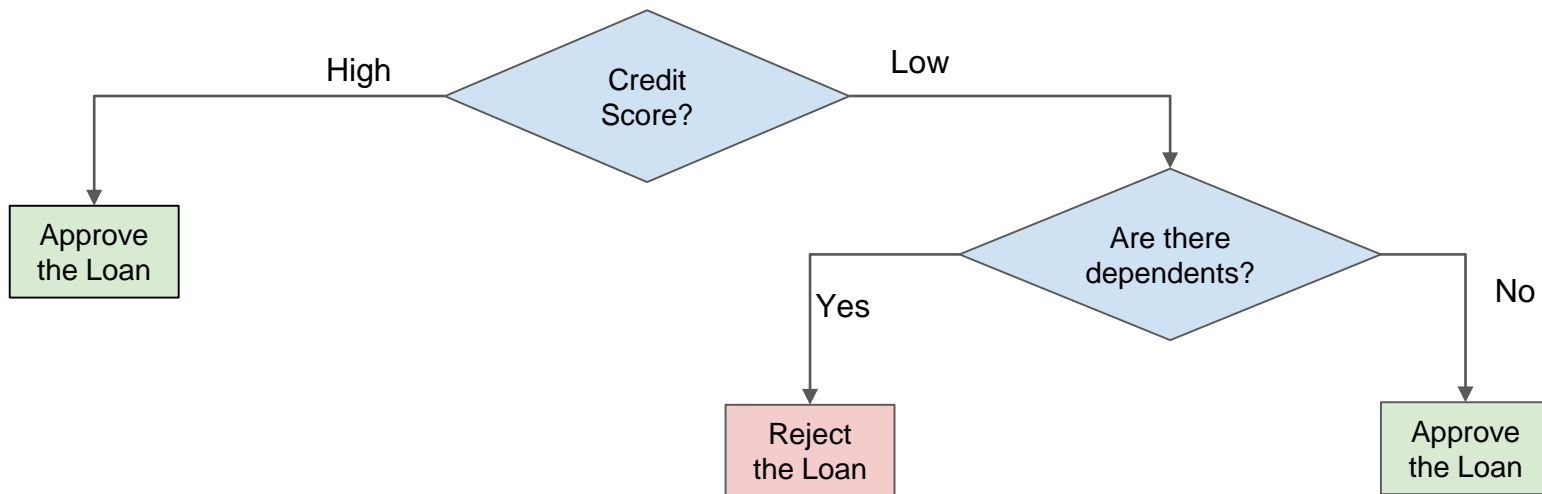 High
Credit
Score?
Low
Approve
the Loan
Are there
dependents?
Yes
No
Reject
the Loan
Approve
the Loan